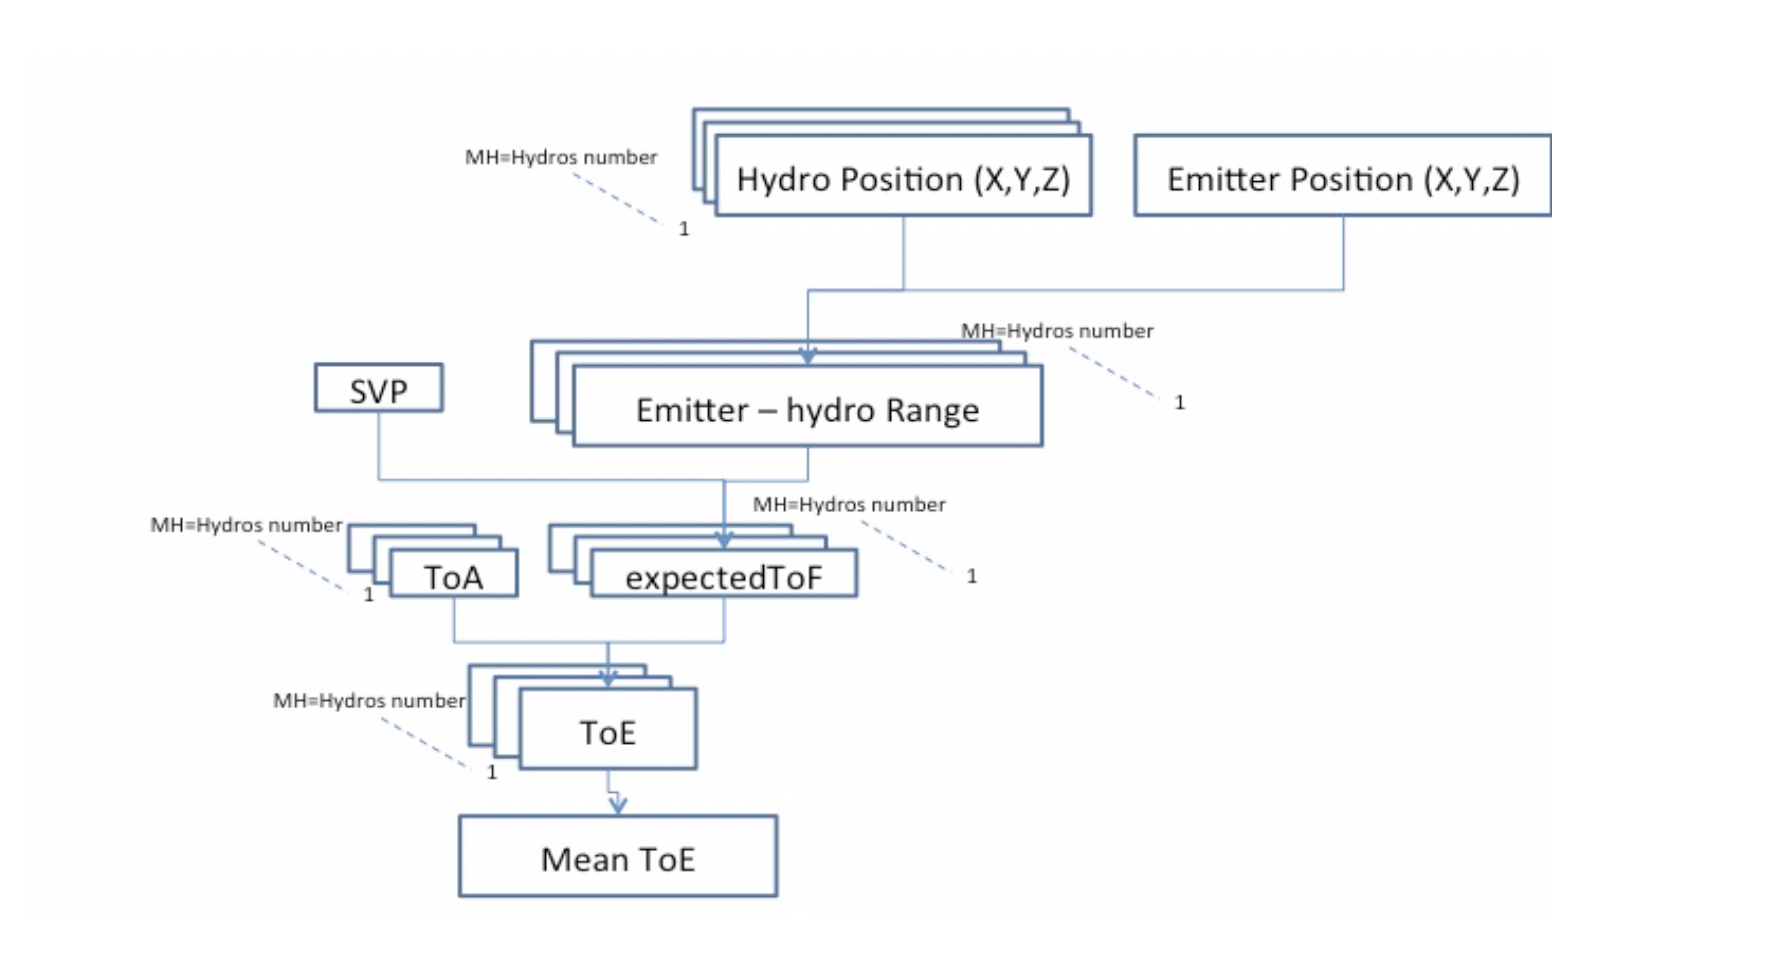 MH=Hydros number
1
Hydro Position (X,Y,Z)
Emitter Position (X,Y,Z)
MH=Hydros number
1
SVP
Emitter – hydro Range
MH=Hydros number
1
MH=Hydros number
1
ToA
expectedToF
MH=Hydros number
1
ToE
Mean ToE